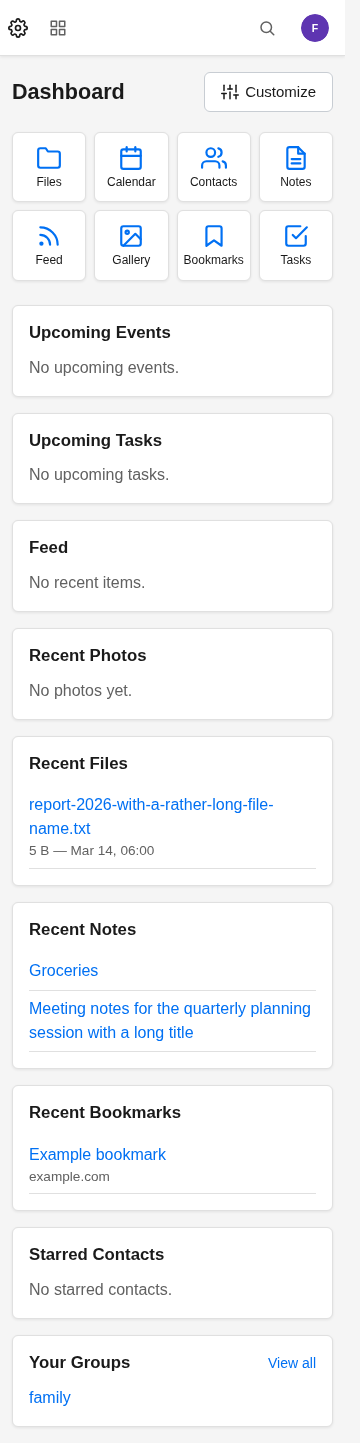 F
Dashboard
Customize
Files
Calendar
Contacts
Notes
Feed
Gallery
Bookmarks
Tasks
Upcoming Events
No upcoming events.
Upcoming Tasks
No upcoming tasks.
Feed
No recent items.
Recent Photos
No photos yet.
Recent Files
report-2026-with-a-rather-long-file-
name.txt
5 B — Mar 14, 06:00
Recent Notes
Groceries
Meeting notes for the quarterly planning
session with a long title
Recent Bookmarks
Example bookmark
example.com
Starred Contacts
No starred contacts.
Your Groups
View all
family